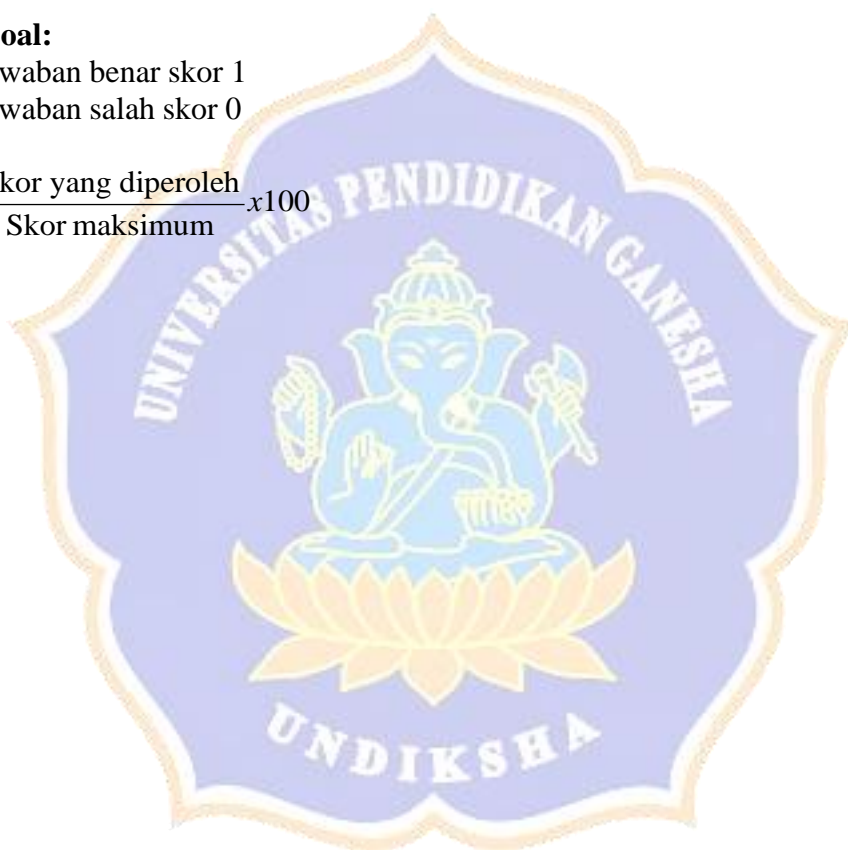 oal:
waban benar skor 1
waban salah skor 0
kor yang diperoleh
Skor maksimum
x100
UNIVERSITAS PENDIDIKAN GANESHA
UNDIKSHA